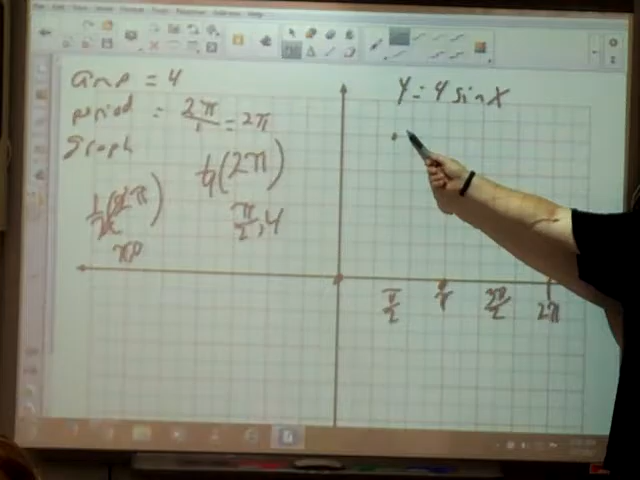 amp = 4
y = 4 sin x
period = 2π/1 = 2π
graph
1/4 (2π)
π/2, 4
π/2 π 3π/2 2π